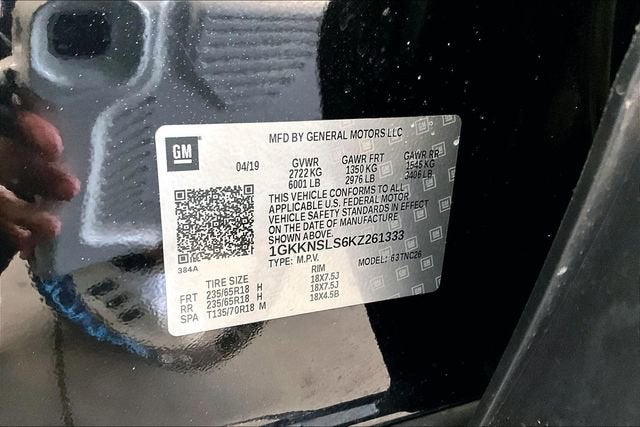 GM
MFD BY GENERAL MOTORS LLC
04/19
GVWR GAWR FRT GAWR RR
2722 KG 1350 KG 1545 KG
6001 LB 2976 LB 3406 LB
THIS VEHICLE CONFORMS TO ALL
APPLICABLE U.S. FEDERAL MOTOR
VEHICLE SAFETY STANDARDS IN EFFECT
ON THE DATE OF MANUFACTURE
SHOWN ABOVE.
1GKKNSLS6KZ261333
384A
TYPE: M.P.V. MODEL: 63TNC26
TIRE SIZE RIM
FRT 235/65R18 H 18X7.5J
RR 235/65R18 H 18X7.5J
SPA T135/70R18 M 18X4.5B